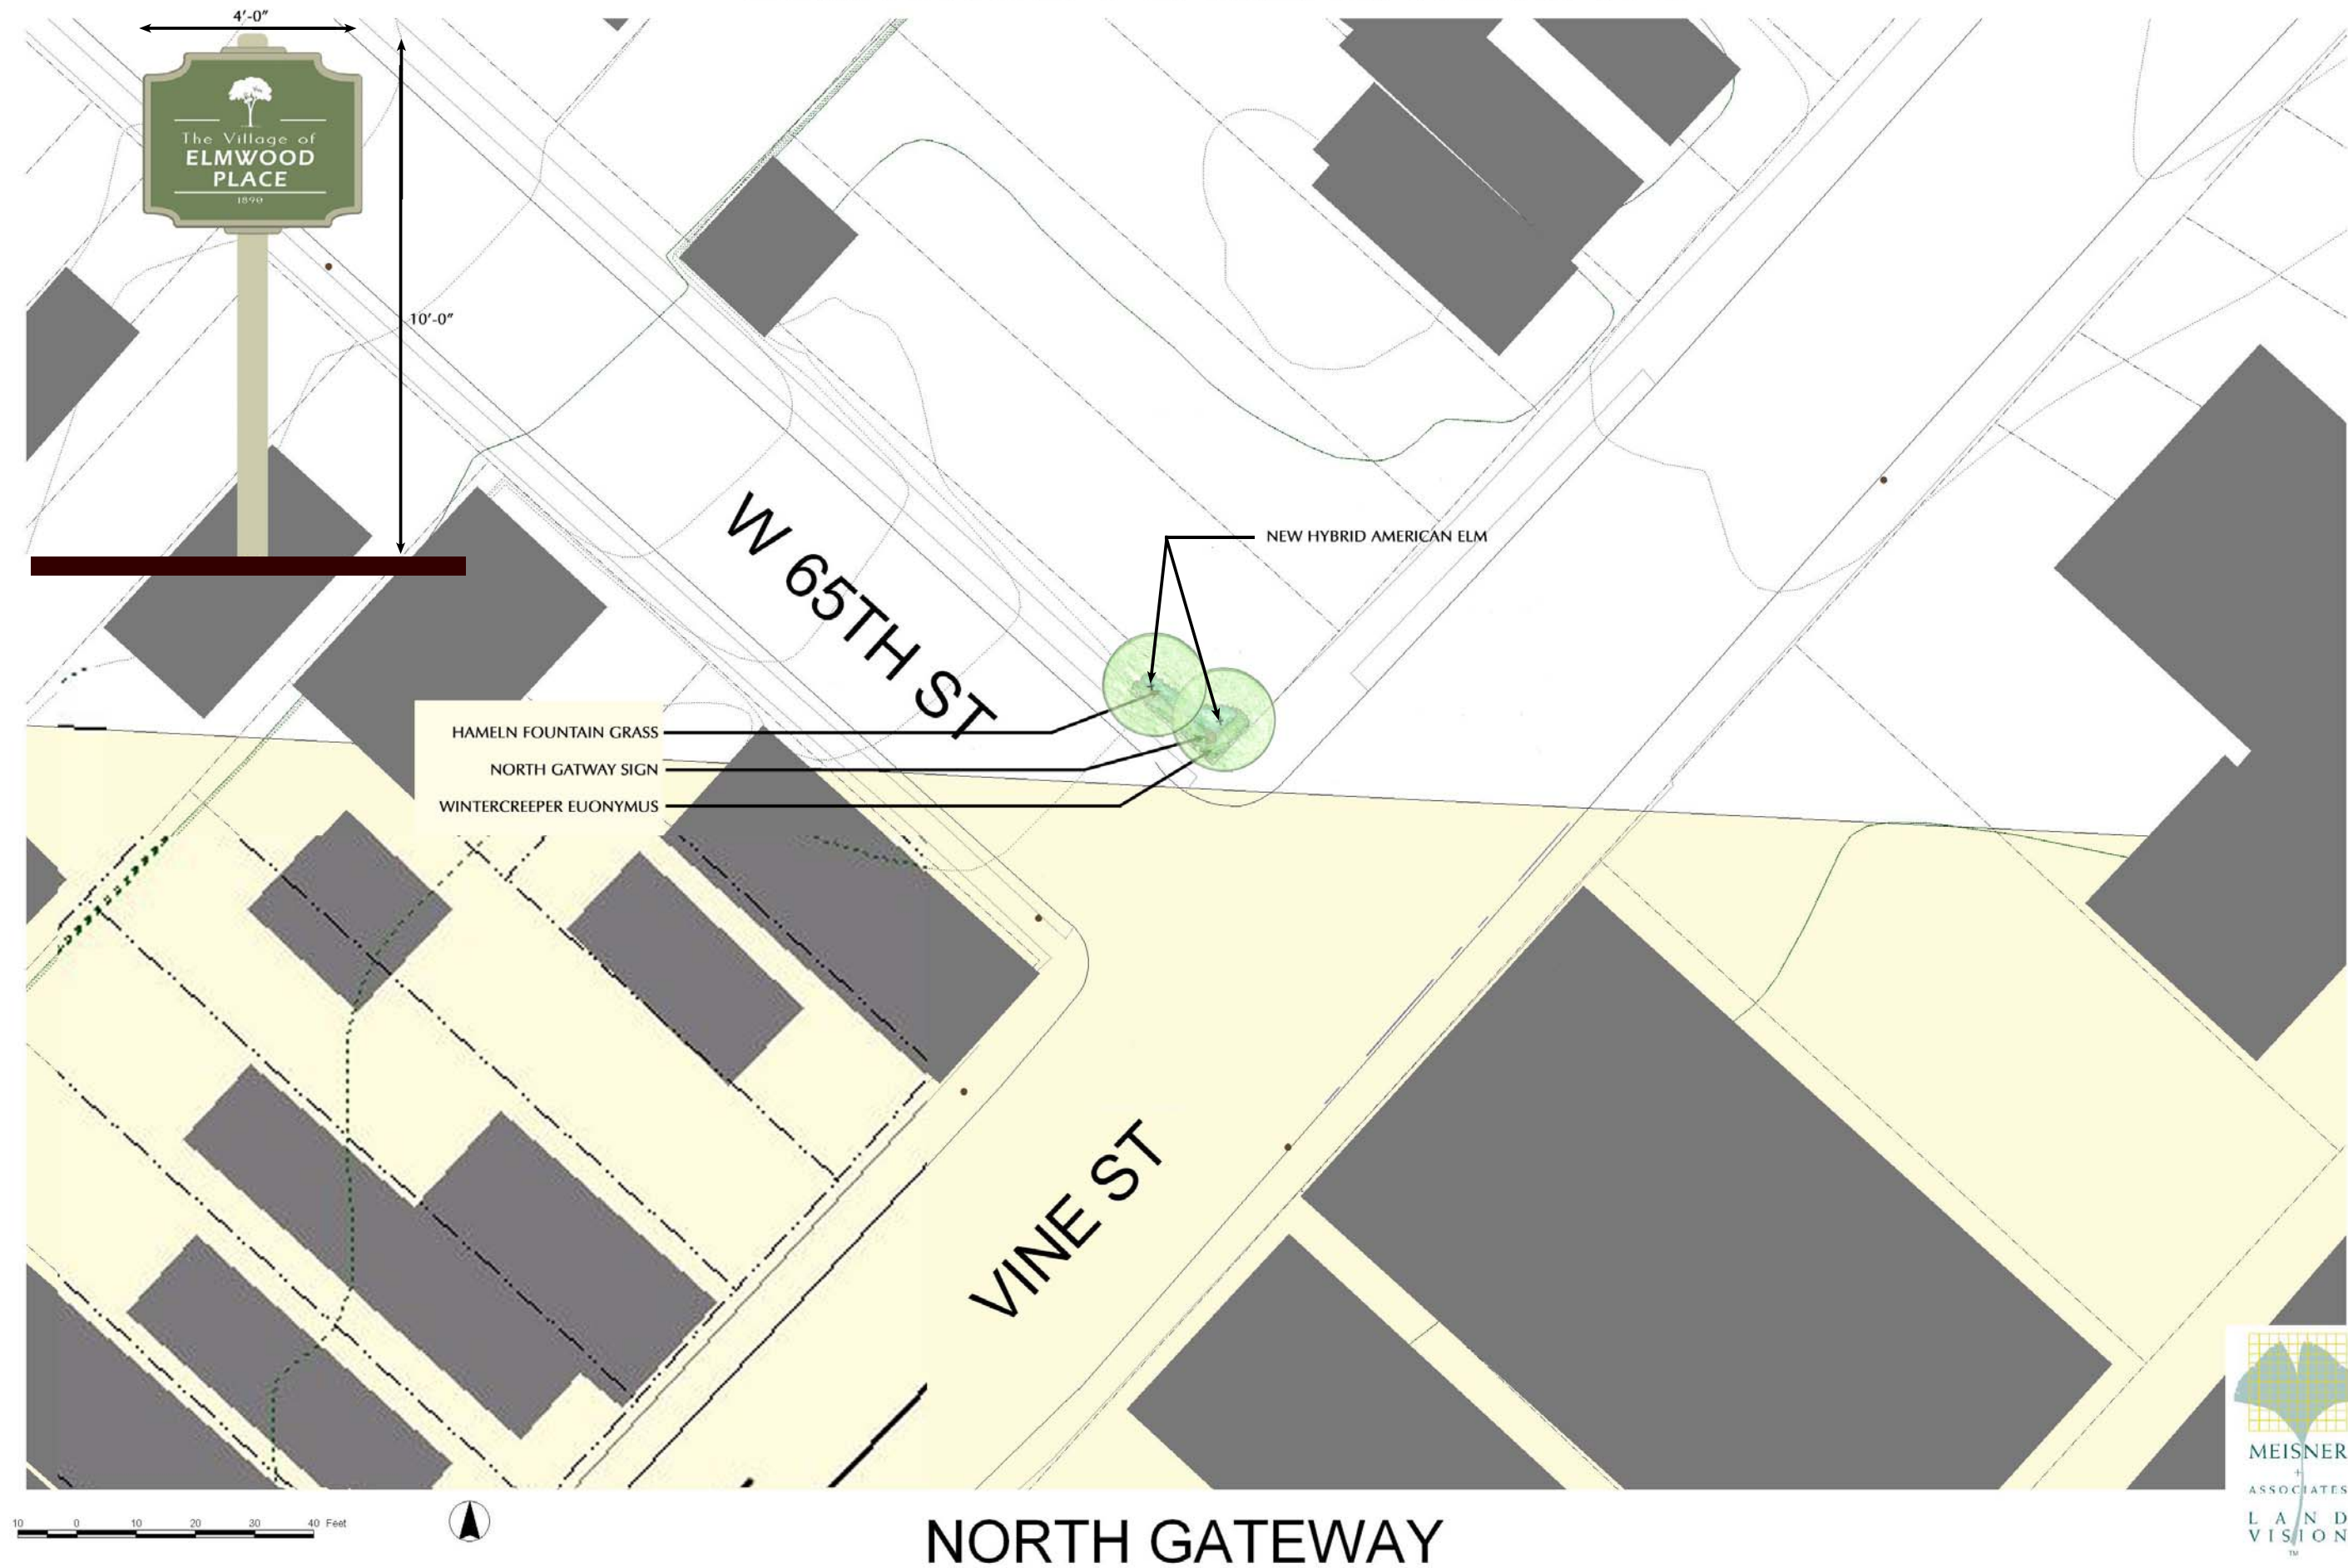 4'-0"
The Village of
ELMWOOD
PLACE
1890
10'-0"
W 65TH ST
NEW HYBRID AMERICAN ELM
HAMELN FOUNTAIN GRASS
NORTH GATWAY SIGN
WINTERCREEPER EUONYMUS
VINE ST
10 0 10 20 30 40 Feet
NORTH GATEWAY
MEISNER
+
ASSOCIATES
LAND
VISION
TM